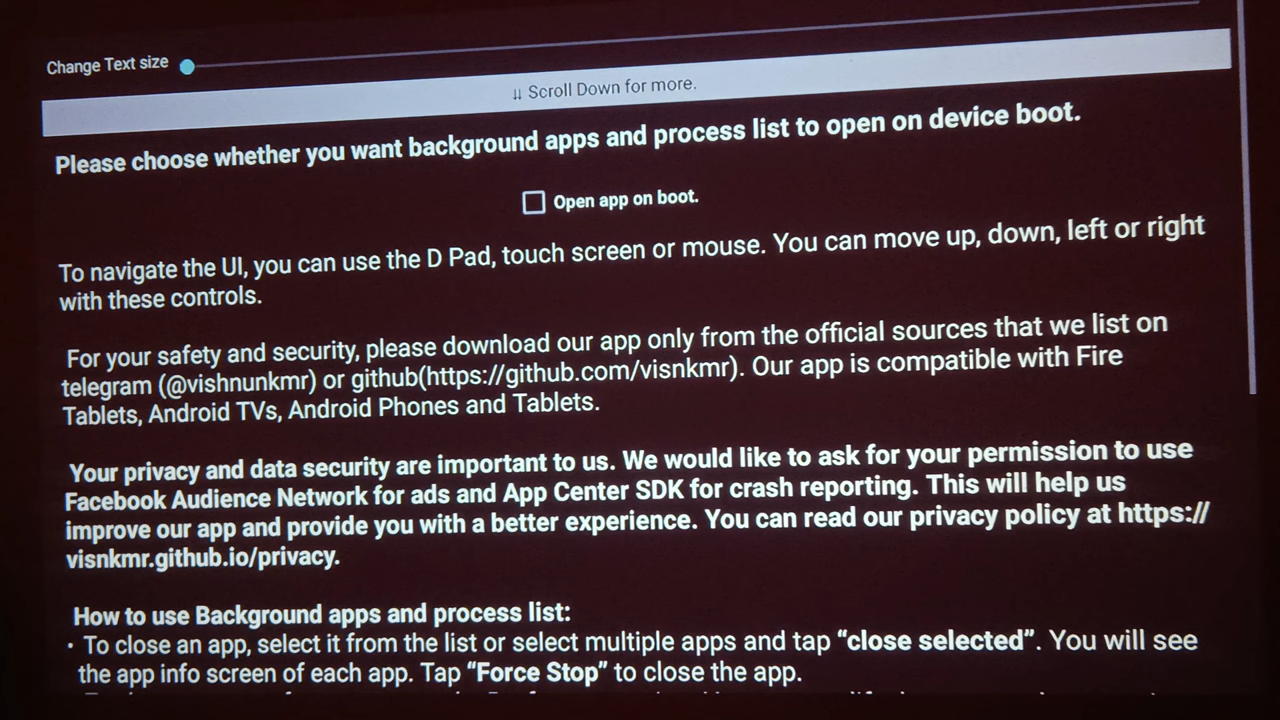 Change Text size
⇊ Scroll Down for more.
Please choose whether you want background apps and process list to open on device boot.
Open app on boot.
To navigate the UI, you can use the D Pad, touch screen or mouse. You can move up, down, left or right
with these controls.
For your safety and security, please download our app only from the official sources that we list on
telegram (@vishnunkmr) or github(https://github.com/visnkmr). Our app is compatible with Fire
Tablets, Android TVs, Android Phones and Tablets.
Your privacy and data security are important to us. We would like to ask for your permission to use
Facebook Audience Network for ads and App Center SDK for crash reporting. This will help us
improve our app and provide you with a better experience. You can read our privacy policy at https://
visnkmr.github.io/privacy.
How to use Background apps and process list:
• To close an app, select it from the list or select multiple apps and tap “close selected”. You will see
the app info screen of each app. Tap “Force Stop” to close the app.